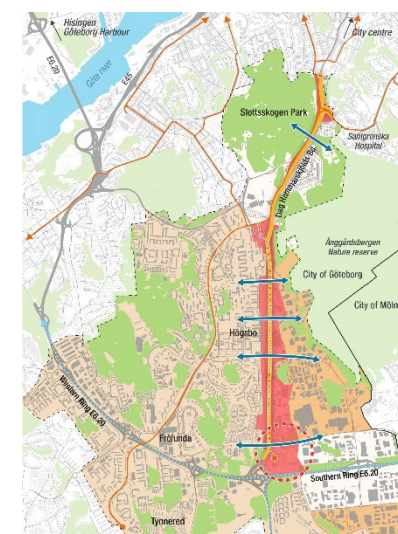 Hisingen
Göteborg Harbour
City centre
E6.20
Göta river
E45
Slottsskogen Park
Sahlgrenska
Hospital
Dag Hammarskjölds Bd.
Änggårdsbergen
Nature reserve
City of Göteborg
City of Möln
Högsbo
Western Ring E6.20
Frölunda
Southern Ring E6.20
Tynnered